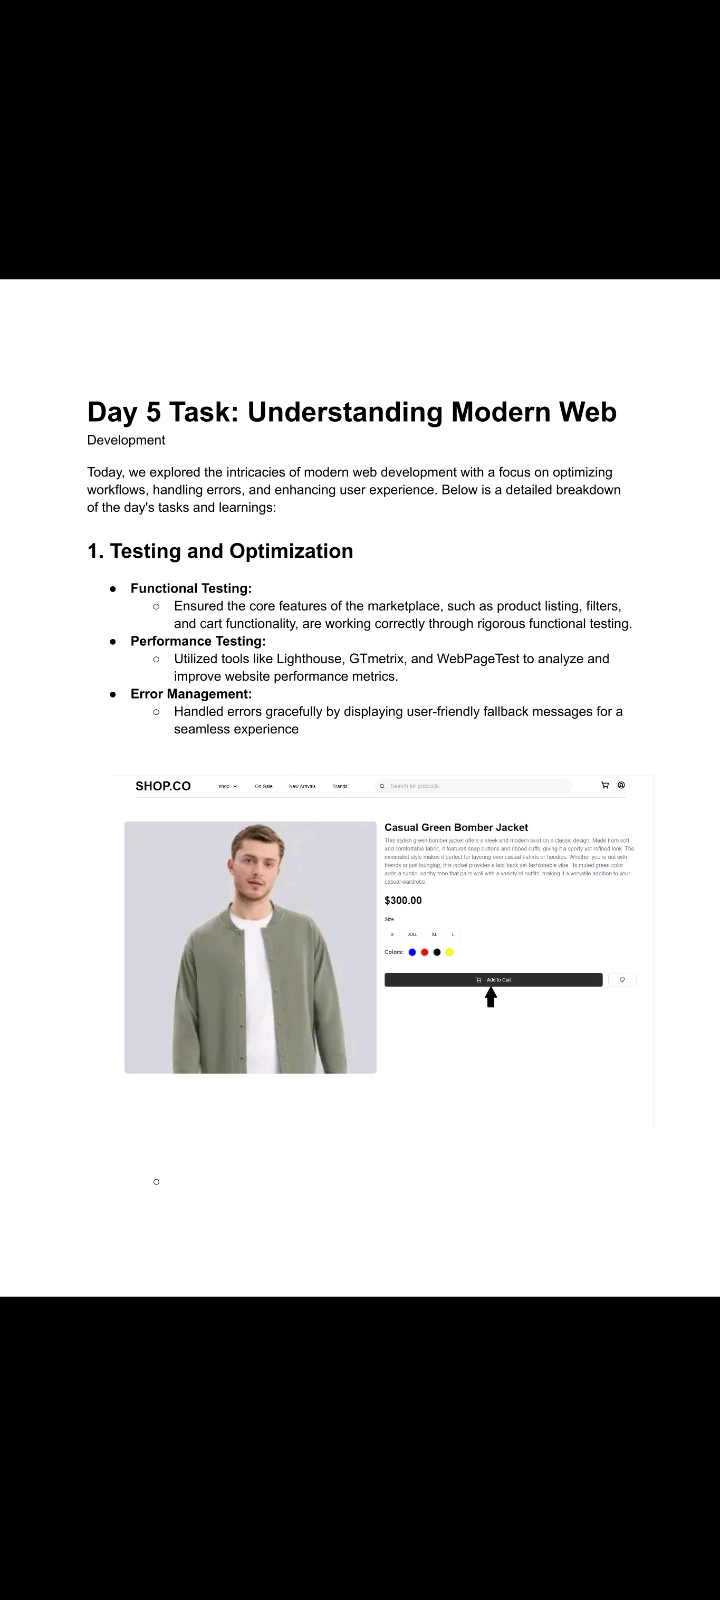 Day 5 Task: Understanding Modern Web
Development
Today, we explored the intricacies of modern web development with a focus on optimizing
workflows, handling errors, and enhancing user experience. Below is a detailed breakdown
of the day's tasks and learnings:
1. Testing and Optimization
● Functional Testing:
○ Ensured the core features of the marketplace, such as product listing, filters,
and cart functionality, are working correctly through rigorous functional testing.
● Performance Testing:
○ Utilized tools like Lighthouse, GTmetrix, and WebPageTest to analyze and
improve website performance metrics.
● Error Management:
○ Handled errors gracefully by displaying user-friendly fallback messages for a
seamless experience
SHOP.CO shop On Sale New Arrivals Brands Search for products
Casual Green Bomber Jacket
This stylish green bomber jacket offers a sleek and modern twist on a classic design. Made from soft
and comfortable fabric, it features snap buttons and ribbed cuffs, giving it a sporty yet refined look. The
minimalist style makes it perfect for layering over casual t-shirts or hoodies. Whether you're out with
friends or just lounging, this jacket provides a laid-back yet fashionable vibe. Its muted green color
adds a subtle, earthy tone that pairs well with a variety of outfits, making it a versatile addition to your
casual wardrobe
$300.00
Size
S XXL XL L
Colors:
Add to Cart
○